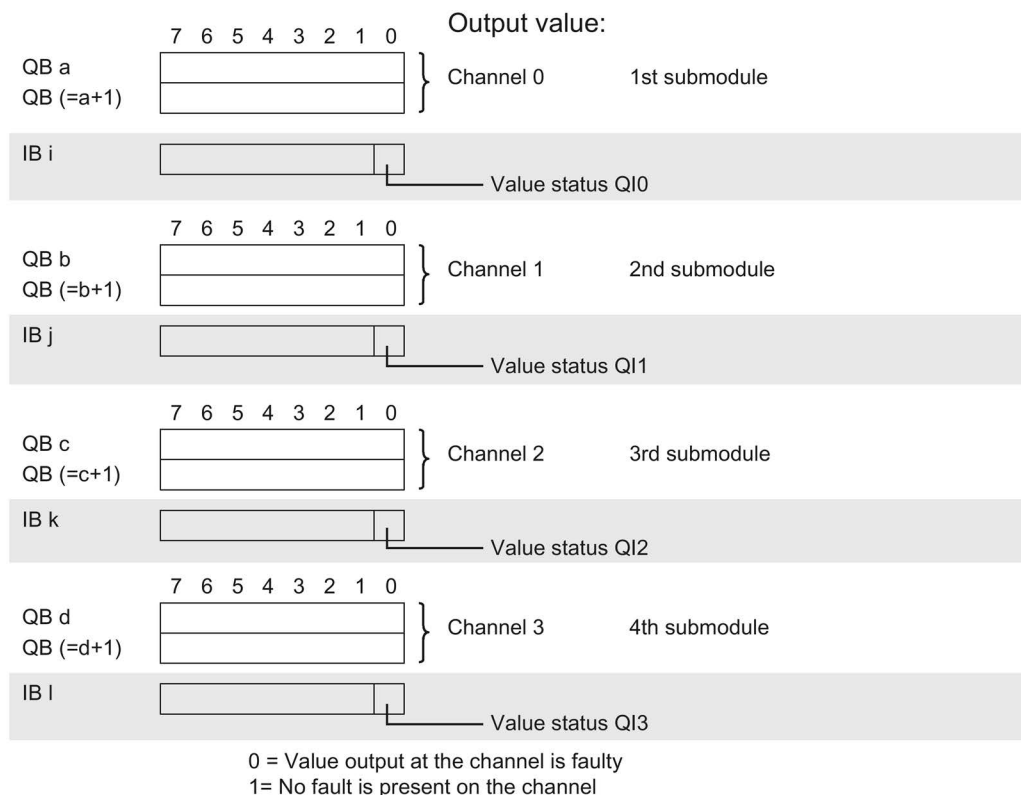 Output value:
7 6 5 4 3 2 1 0
QB a
Channel 0 1st submodule
QB (=a+1)
IB i
Value status QI0
7 6 5 4 3 2 1 0
QB b
Channel 1 2nd submodule
QB (=b+1)
IB j
Value status QI1
7 6 5 4 3 2 1 0
QB c
Channel 2 3rd submodule
QB (=c+1)
IB k
Value status QI2
7 6 5 4 3 2 1 0
QB d
Channel 3 4th submodule
QB (=d+1)
IB l
Value status QI3
0 = Value output at the channel is faulty
1= No fault is present on the channel